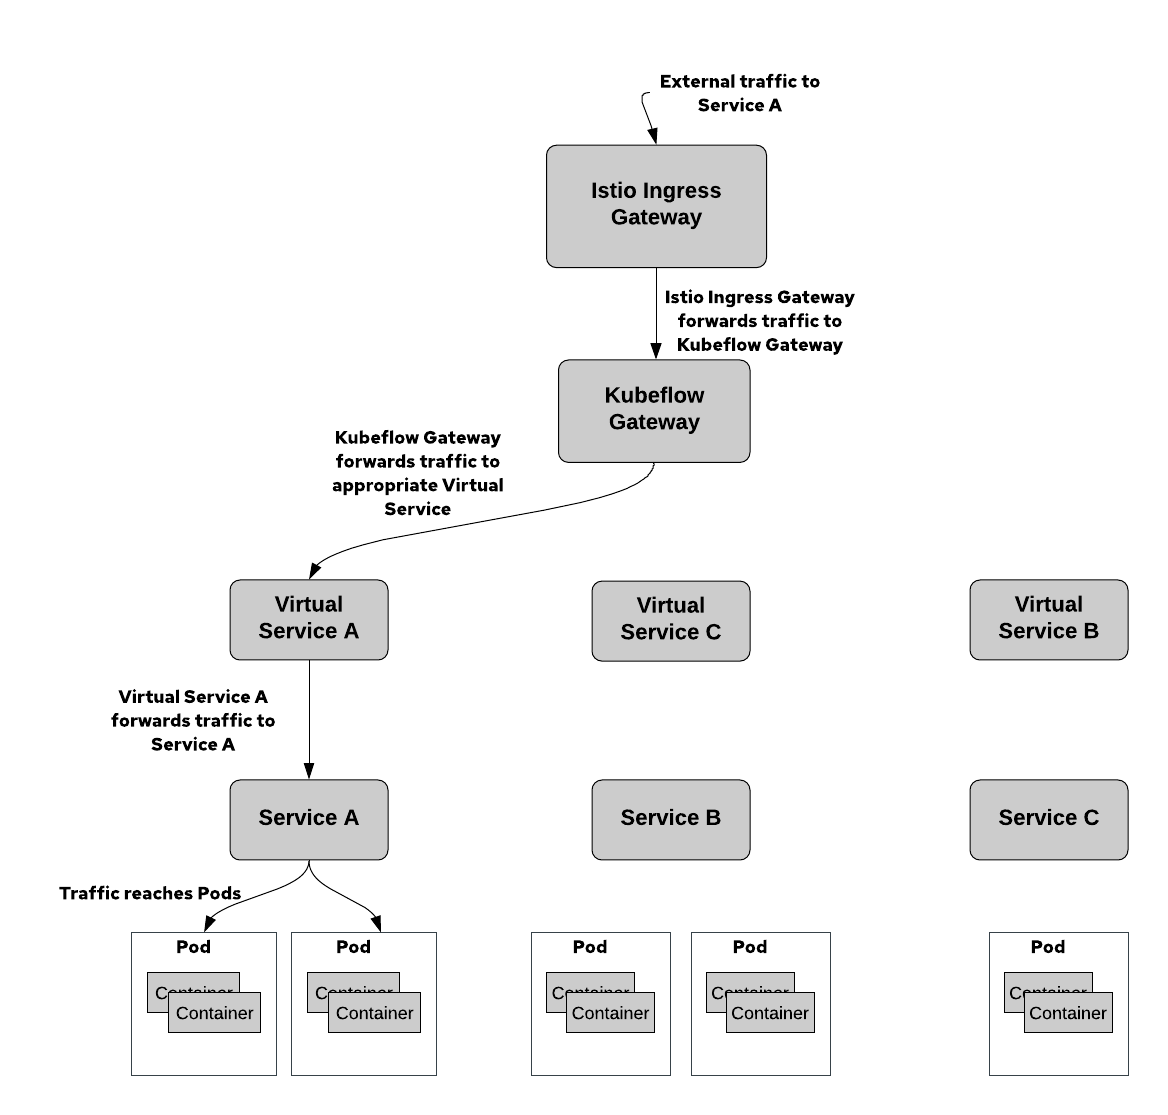 External traffic to
Service A
Istio Ingress
Gateway
Istio Ingress Gateway
forwards traffic to
Kubeflow Gateway
Kubeflow
Gateway
Kubeflow Gateway
forwards traffic to
appropriate Virtual
Service
Virtual
Service A
Virtual
Service C
Virtual
Service B
Virtual Service A
forwards traffic to
Service A
Service A
Service B
Service C
Traffic reaches Pods
Pod
Container
Container
Pod
Container
Container
Pod
Container
Container
Pod
Container
Container
Pod
Container
Container